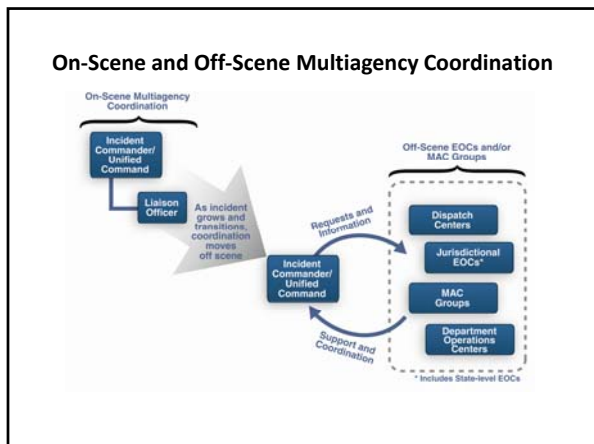 On-Scene and Off-Scene Multiagency Coordination
On-Scene Multiagency
Coordination
Incident
Commander/
Unified
Command
Liaison
Officer
As incident
grows and
transitions,
coordination
moves
off scene
Incident
Commander/
Unified
Command
Requests and
Information
Support and
Coordination
Off-Scene EOCs and/or
MAC Groups
Dispatch
Centers
Jurisdictional
EOCs*
MAC
Groups
Department
Operations
Centers
* Includes State-level EOCs